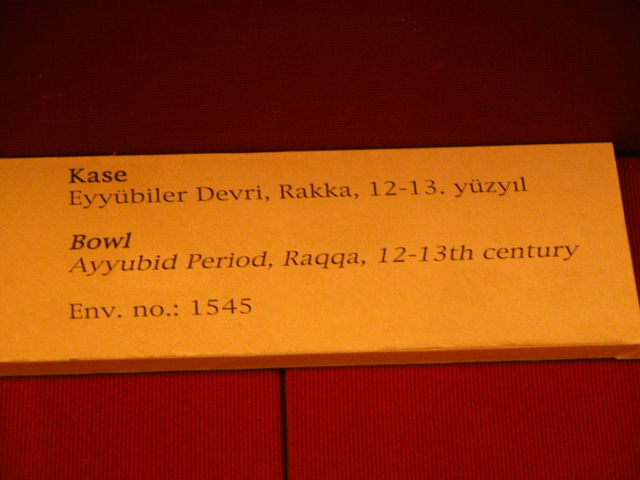 Kase
Eyyübiler Devri, Rakka, 12-13. yüzyıl
Bowl
Ayyubid Period, Raqqa, 12-13th century
Env. no.: 1545